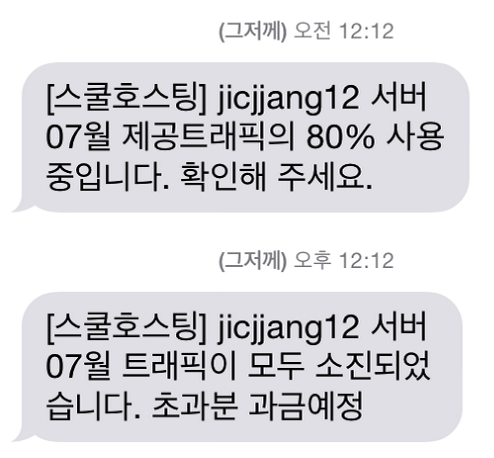 (그저께) 오전 12:12
[스쿨호스팅] jicjjang12 서버
07월 제공트래픽의 80% 사용
중입니다. 확인해 주세요.
(그저께) 오후 12:12
[스쿨호스팅] jicjjang12 서버
07월 트래픽이 모두 소진되었
습니다. 초과분 과금예정